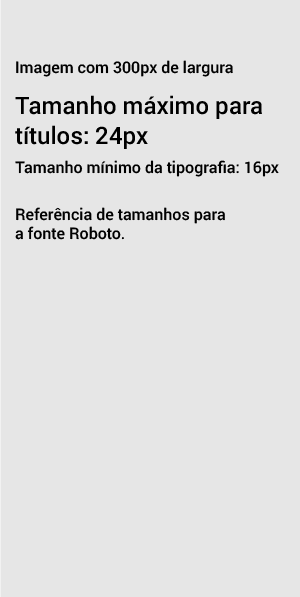 Imagem com 300px de largura
Tamanho máximo para
títulos: 24px
Tamanho mínimo da tipografia: 16px
Referência de tamanhos para
a fonte Roboto.